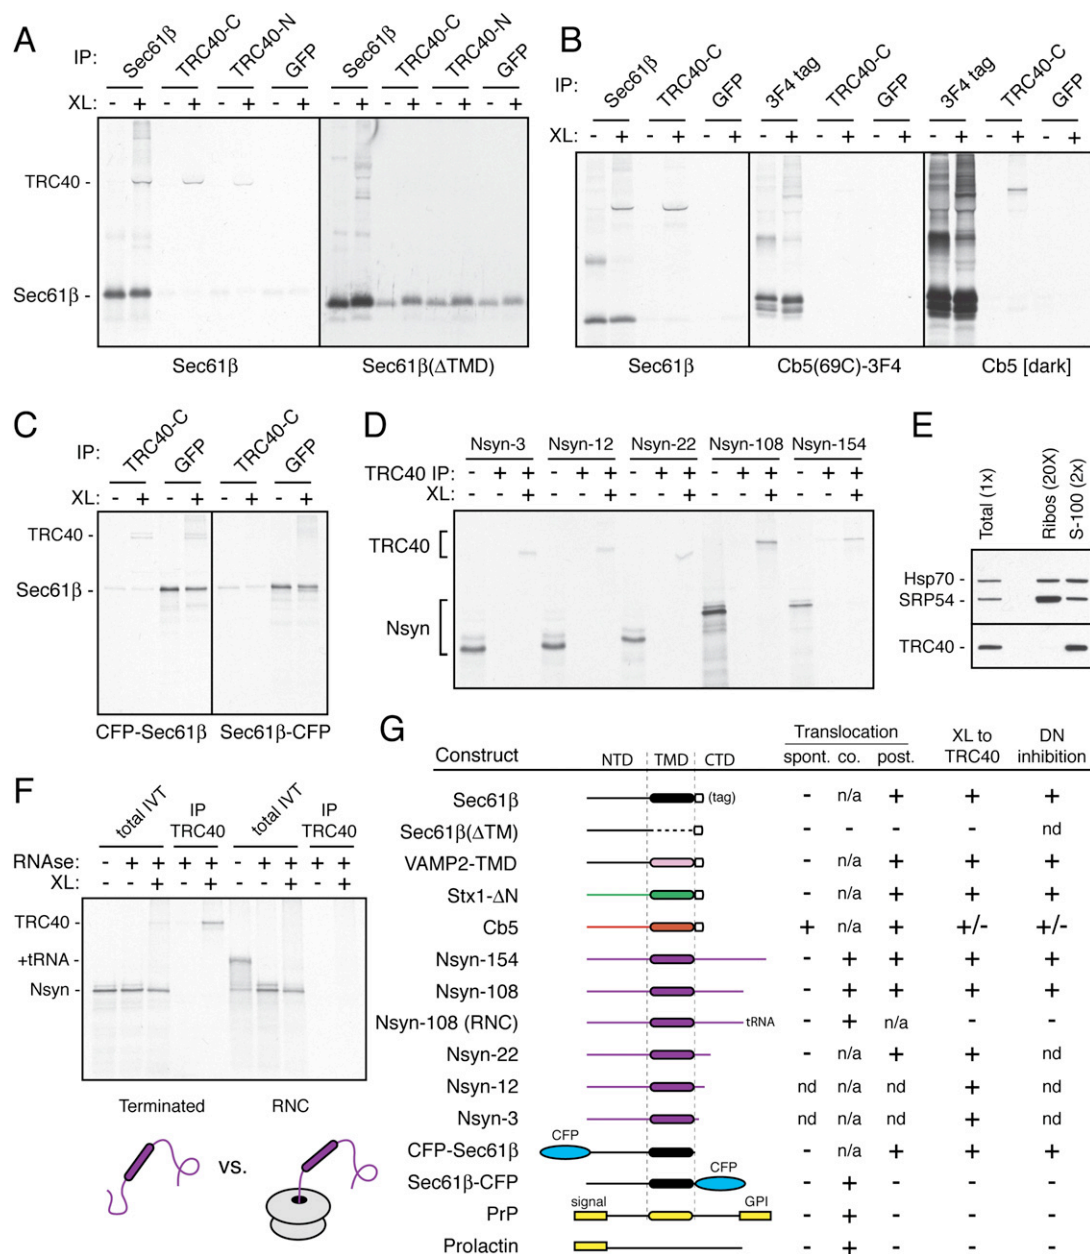 A
IP: Sec61β TRC40-C TRC40-N GFP Sec61β TRC40-C TRC40-N GFP
XL: - + - + - + - + - + - + - + - +
TRC40 -
Sec61β -
Sec61β Sec61β(ΔTMD)
B
IP: Sec61β TRC40-C GFP 3F4 tag TRC40-C GFP 3F4 tag TRC40-C GFP
XL: - + - + - + - + - + - + - + - + - +
Sec61β Cb5(69C)-3F4 Cb5 [dark]
C
IP: TRC40-C GFP TRC40-C GFP
XL: - + - + - + - +
TRC40 -
Sec61β -
CFP-Sec61β Sec61β-CFP
D
Nsyn-3 Nsyn-12 Nsyn-22 Nsyn-108 Nsyn-154
TRC40 IP: - + + - + + - + + - + + - + +
XL: - - + - - + - - + - - + - - +
TRC40
Nsyn
E
Total (1x) Ribos (20X) S-100 (2x)
Hsp70 -
SRP54 -
TRC40 -
F
total IVT IP TRC40 total IVT IP TRC40
RNAse: - + + + + - + + + +
XL: - - + - + - - + - +
TRC40 -
+tRNA -
Nsyn -
Terminated RNC
vs.
G
Construct NTD TMD CTD Translocation spont. co. post. XL to TRC40 DN inhibition
Sec61β (tag) - n/a + + +
Sec61β(ΔTM) - - - - nd
VAMP2-TMD - n/a + + +
Stx1-ΔN - n/a + + +
Cb5 + n/a + +/- +/-
Nsyn-154 - + + + +
Nsyn-108 - + + + +
Nsyn-108 (RNC) tRNA - + n/a - -
Nsyn-22 - n/a + + nd
Nsyn-12 nd n/a nd + nd
Nsyn-3 nd n/a nd + nd
CFP-Sec61β CFP - n/a + + +
Sec61β-CFP CFP - + - - -
PrP signal GPI - + - - -
Prolactin - + - - -